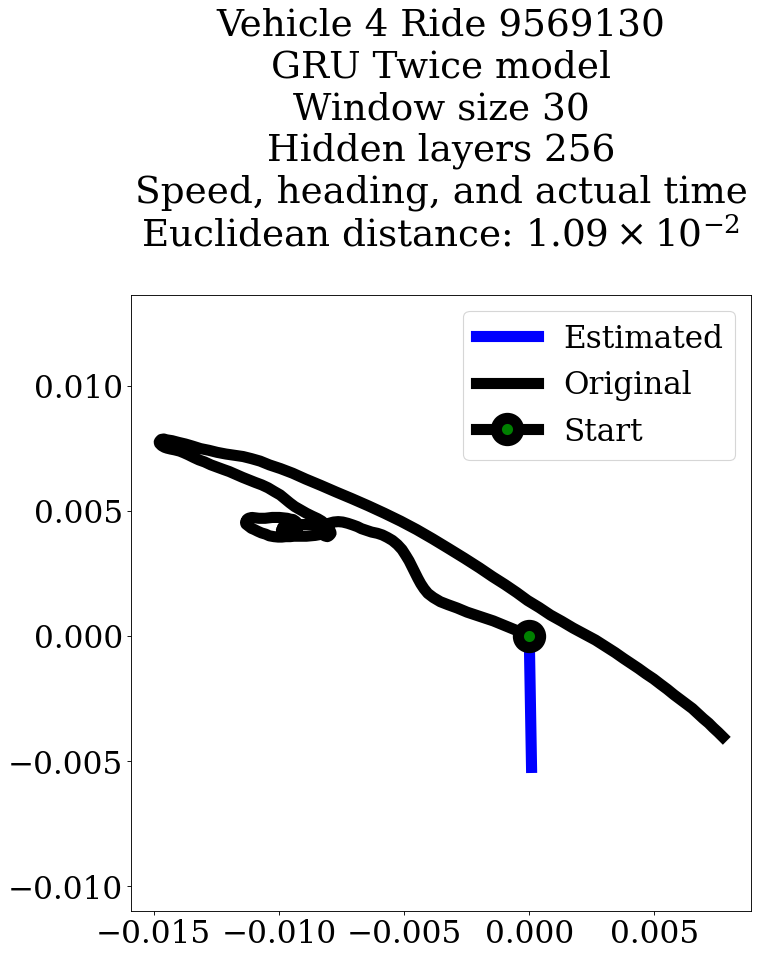 Vehicle 4 Ride 9569130
GRU Twice model
Window size 30
Hidden layers 256
Speed, heading, and actual time
Euclidean distance: 1.09 × 10⁻²
Estimated
Original
Start
0.010
0.005
0.000
−0.005
−0.010
−0.015 −0.010 −0.005 0.000 0.005